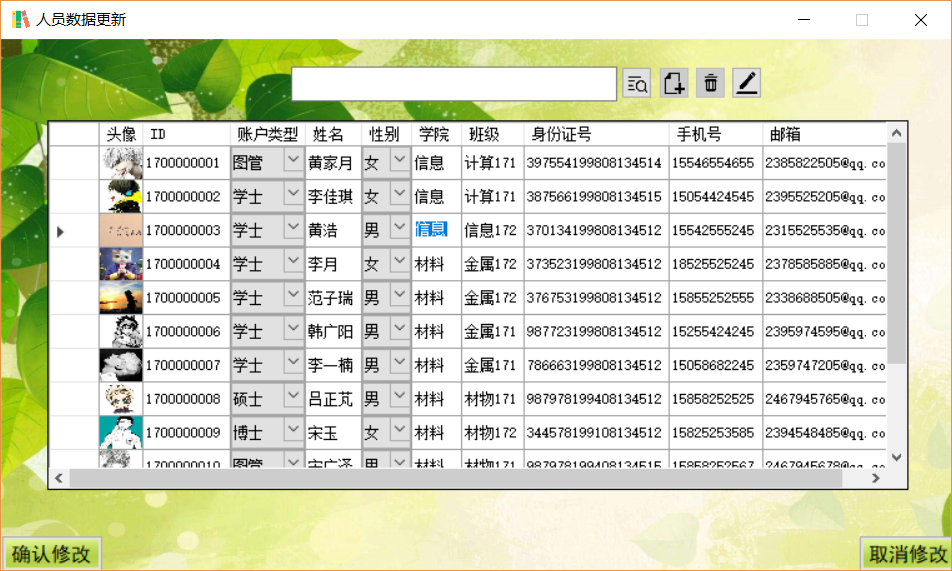 人员数据更新
头像 ID 账户类型 姓名 性别 学院 班级 身份证号 手机号 邮箱
1700000001 图管 黄家月 女 信息 计算171 397554199808134514 15546554655 2385822505@qq.co
1700000002 学士 李佳琪 女 信息 计算171 387566199808134515 15054424545 2395525205@qq.co
1700000003 学士 黄浩 男 信息 信息172 370134199808134512 15542555245 2315525535@qq.co
1700000004 学士 李月 女 材料 金属172 373523199808134512 18525525245 2378585885@qq.co
1700000005 学士 范子瑞 男 材料 金属172 376753199808134512 15855252555 2338688505@qq.co
1700000006 学士 韩广阳 男 材料 金属171 987723199808134512 15255424245 2395974595@qq.co
1700000007 学士 李一楠 男 材料 金属171 786663199808134512 15058682245 2359747205@qq.co
1700000008 硕士 吕正芃 男 材料 材物171 987978199408134512 15858252525 2467945765@qq.co
1700000009 博士 宋玉 女 材料 材物172 344578199108134512 15825253585 2394548485@qq.co
1700000010 图管 宋广泽 男 材料 材物171 987978199408134515 15858252567 2467945678@qq.co
确认修改 取消修改